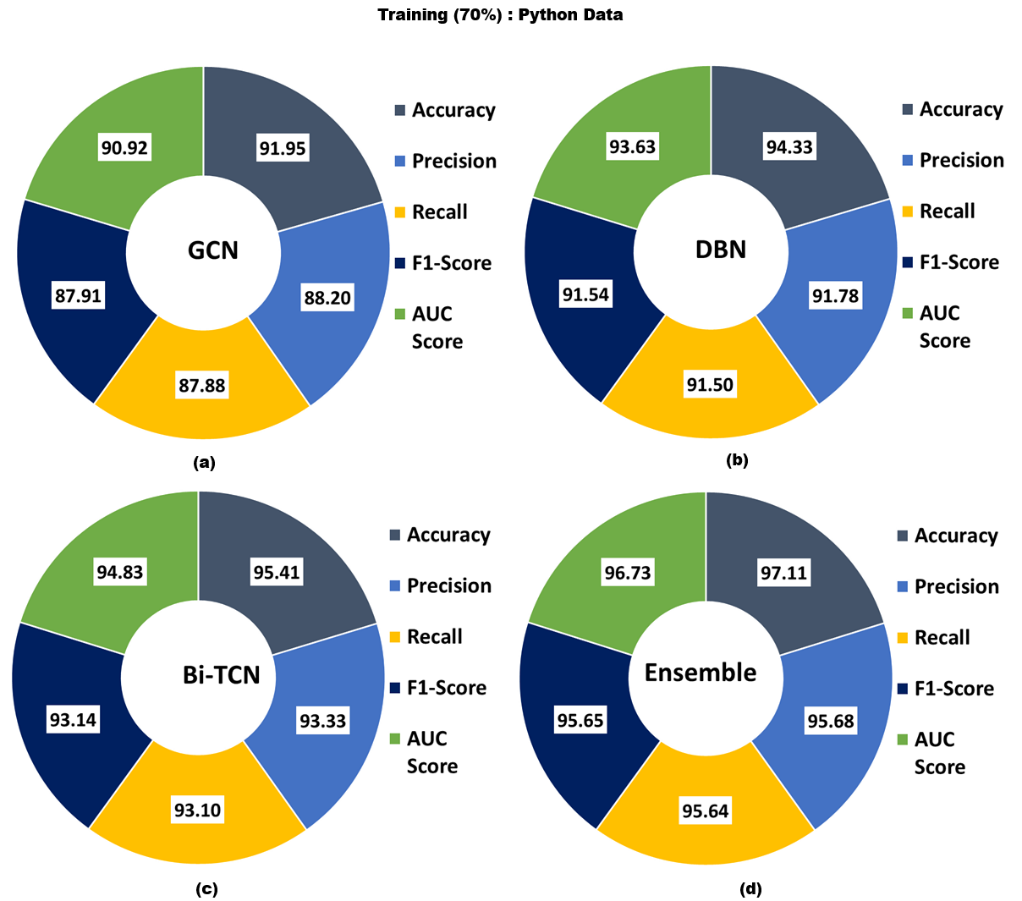 Training (70%) : Python Data
90.92
91.95
88.20
87.88
87.91
GCN
Accuracy
Precision
Recall
F1-Score
AUC
Score
(a)
93.63
94.33
91.78
91.50
91.54
DBN
Accuracy
Precision
Recall
F1-Score
AUC
Score
(b)
94.83
95.41
93.33
93.10
93.14
Bi-TCN
Accuracy
Precision
Recall
F1-Score
AUC
Score
(c)
96.73
97.11
95.68
95.64
95.65
Ensemble
Accuracy
Precision
Recall
F1-Score
AUC
Score
(d)